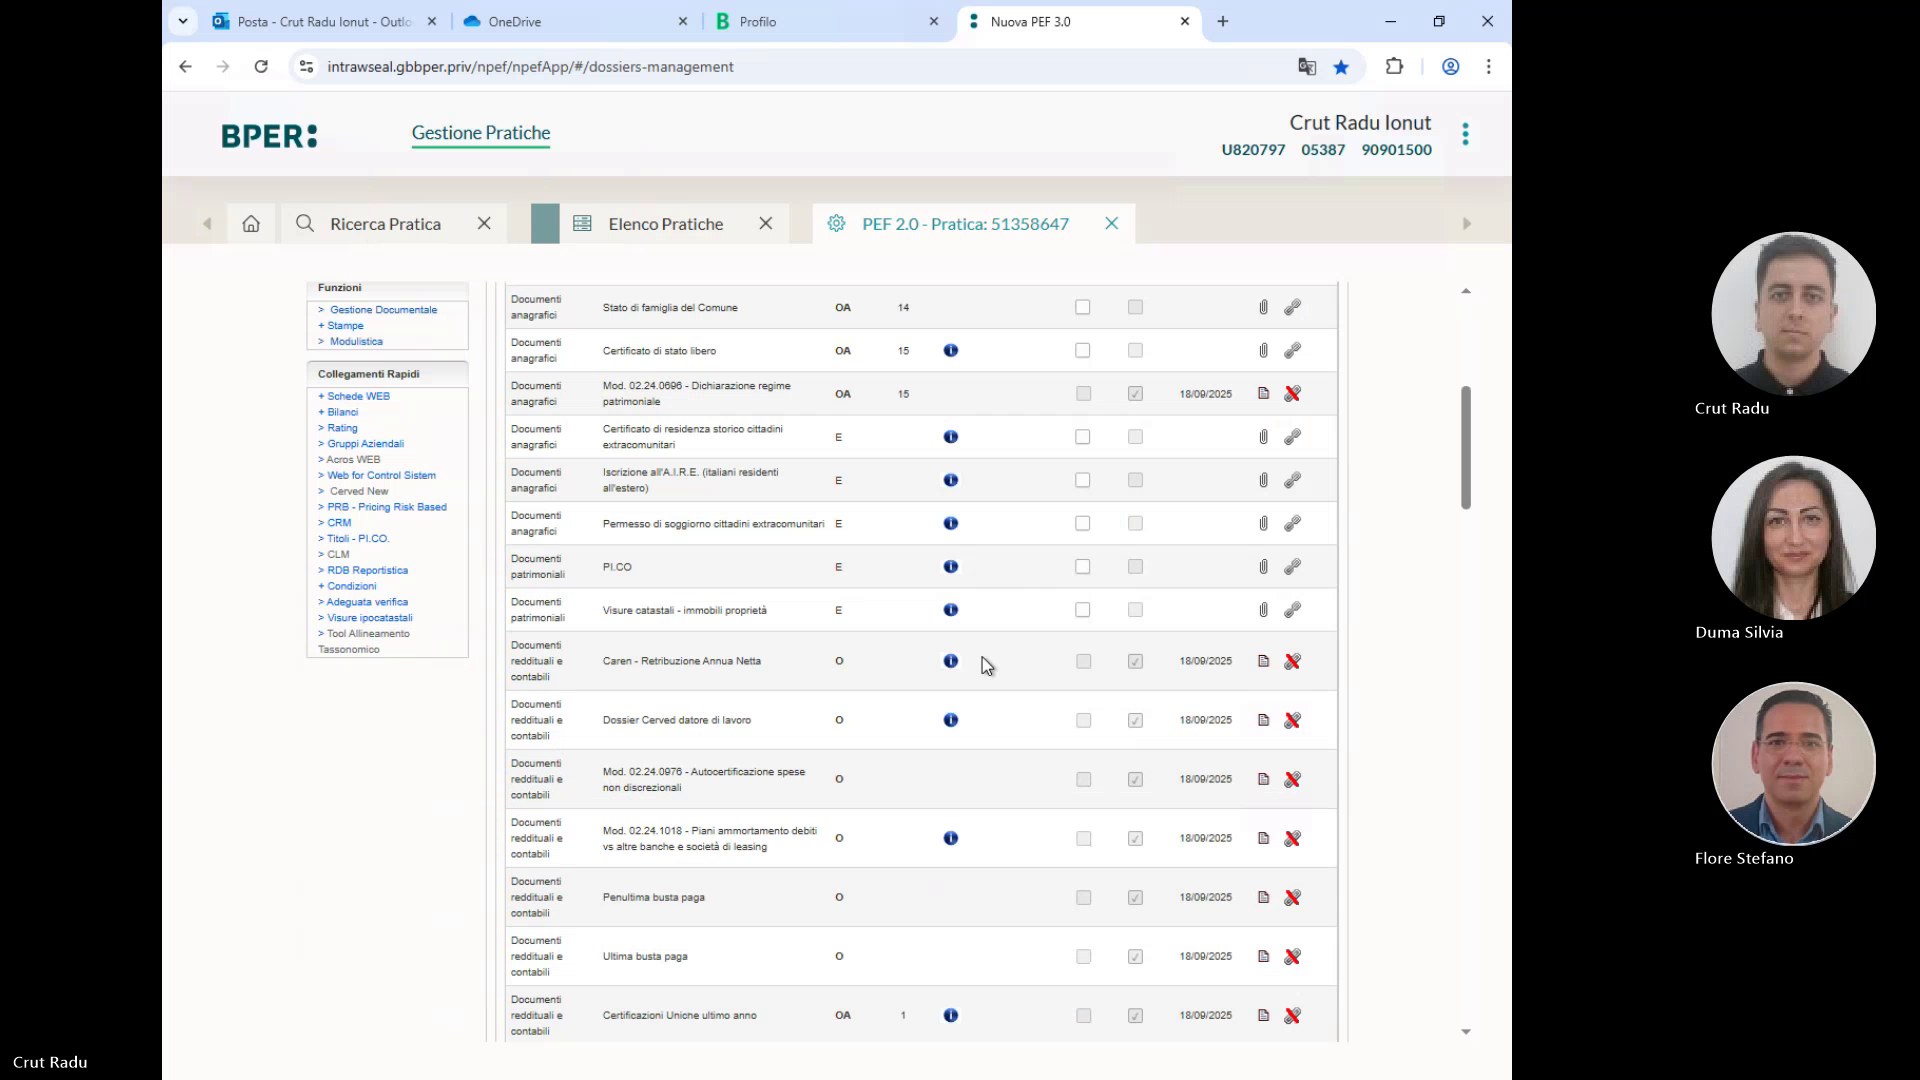 Posta - Crut Radu Ionut - Outlo
OneDrive
Profilo
Nuova PEF 3.0
intrawseal.gbbper.priv/npef/npefApp/#/dossiers-management
BPER:
Gestione Pratiche
Crut Radu Ionut
U820797 05387 90901500
Ricerca Pratica
Elenco Pratiche
PEF 2.0 - Pratica: 51358647
Funzioni
> Gestione Documentale
+ Stampe
> Modulistica
Collegamenti Rapidi
+ Schede WEB
+ Bilanci
> Rating
> Gruppi Aziendali
> Acros WEB
> Web for Control Sistem
> Cerved New
> PRB - Pricing Risk Based
> CRM
> Titoli - PI.CO.
> CLM
> RDB Reportistica
+ Condizioni
> Adeguata verifica
> Visure ipocatastali
> Tool Allineamento
Tassonomico
Documenti
anagrafici
Stato di famiglia del Comune
OA 14
Documenti
anagrafici
Certificato di stato libero
OA 15
Documenti
anagrafici
Mod. 02.24.0696 - Dichiarazione regime
patrimoniale
OA 15 18/09/2025
Documenti
anagrafici
Certificato di residenza storico cittadini
extracomunitari
E
Documenti
anagrafici
Iscrizione all'A.I.R.E. (italiani residenti
all'estero)
E
Documenti
anagrafici
Permesso di soggiorno cittadini extracomunitari
E
Documenti
patrimoniali
PI.CO
E
Documenti
patrimoniali
Visure catastali - immobili proprietà
E
Documenti
reddituali e
contabili
Caren - Retribuzione Annua Netta
O 18/09/2025
Documenti
reddituali e
contabili
Dossier Cerved datore di lavoro
O 18/09/2025
Documenti
reddituali e
contabili
Mod. 02.24.0976 - Autocertificazione spese
non discrezionali
O 18/09/2025
Documenti
reddituali e
contabili
Mod. 02.24.1018 - Piani ammortamento debiti
vs altre banche e società di leasing
O 18/09/2025
Documenti
reddituali e
contabili
Penultima busta paga
O 18/09/2025
Documenti
reddituali e
contabili
Ultima busta paga
O 18/09/2025
Documenti
reddituali e
contabili
Certificazioni Uniche ultimo anno
OA 1 18/09/2025
Crut Radu
Duma Silvia
Flore Stefano
Crut Radu